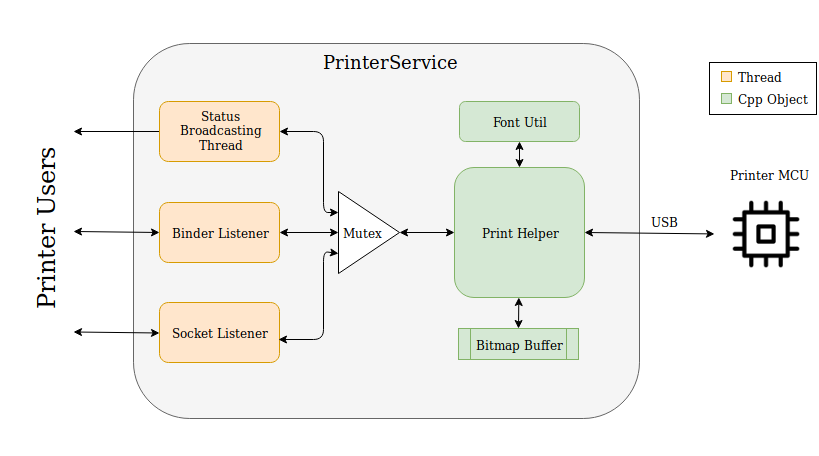 PrinterService
Thread
Cpp Object
Status
Broadcasting
Thread
Font Util
Printer MCU
Printer Users
Binder Listener
Mutex
Print Helper
USB
Socket Listener
Bitmap Buffer